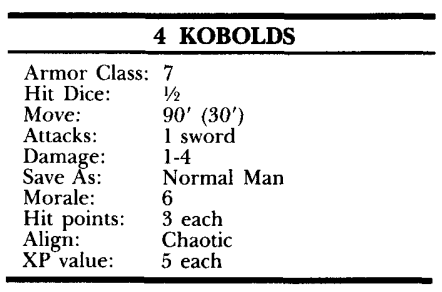 4 KOBOLDS
Armor Class: 7
Hit Dice: ½
Move: 90' (30')
Attacks: 1 sword
Damage: 1-4
Save As: Normal Man
Morale: 6
Hit points: 3 each
Align: Chaotic
XP value: 5 each